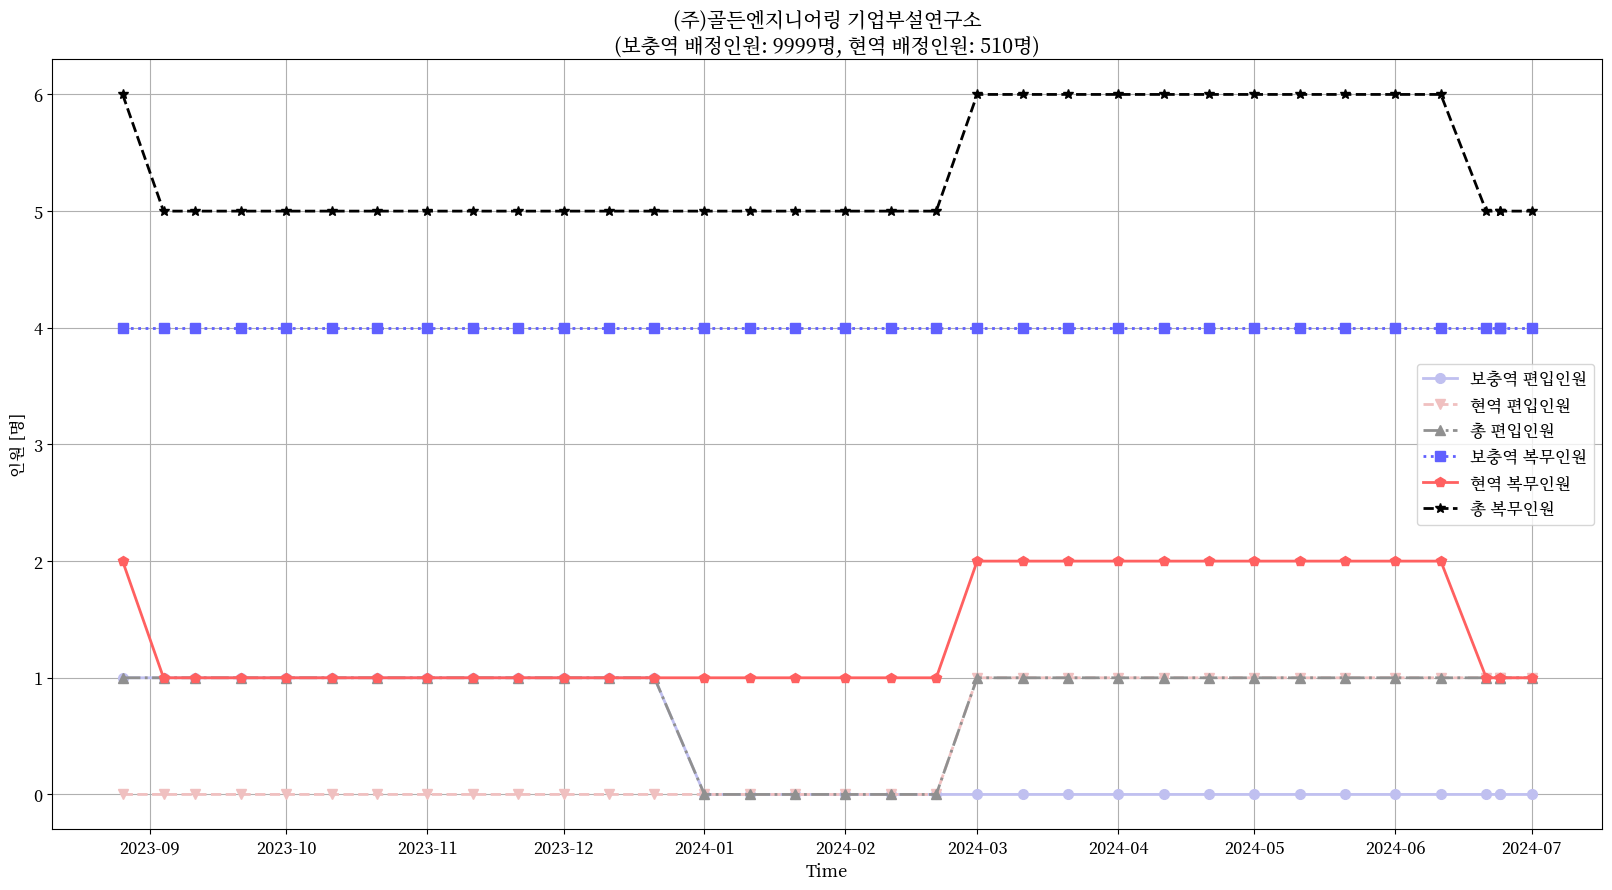 (주)골든엔지니어링 기업부설연구소
(보충역 배정인원: 9999명, 현역 배정인원: 510명)
인원 [명]
6
5
4
3
2
1
0
보충역 편입인원
현역 편입인원
총 편입인원
보충역 복무인원
현역 복무인원
총 복무인원
2023-09 2023-10 2023-11 2023-12 2024-01 2024-02 2024-03 2024-04 2024-05 2024-06 2024-07
Time